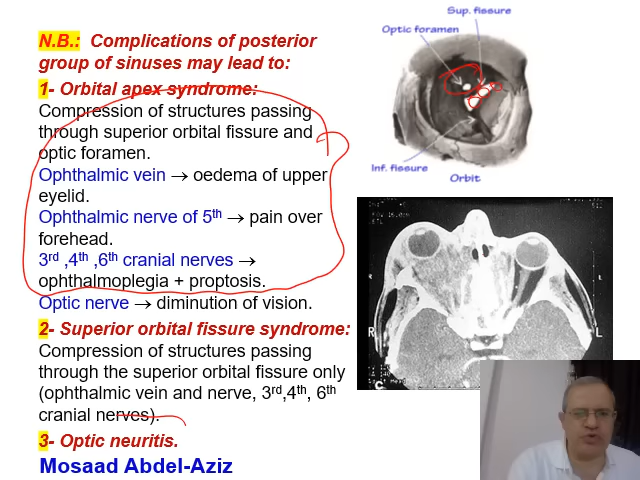 N.B.: Complications of posterior
group of sinuses may lead to:
1- Orbital apex syndrome:
Compression of structures passing
through superior orbital fissure and
optic foramen.
Ophthalmic vein → oedema of upper
eyelid.
Ophthalmic nerve of 5th → pain over
forehead.
3rd ,4th ,6th cranial nerves →
ophthalmoplegia + proptosis.
Optic nerve → diminution of vision.
2- Superior orbital fissure syndrome:
Compression of structures passing
through the superior orbital fissure only
(ophthalmic vein and nerve, 3rd,4th, 6th
cranial nerves).
3- Optic neuritis.
Mosaad Abdel-Aziz
Sup. fissure
Optic foramen
Inf. fissure
Orbit
R
L